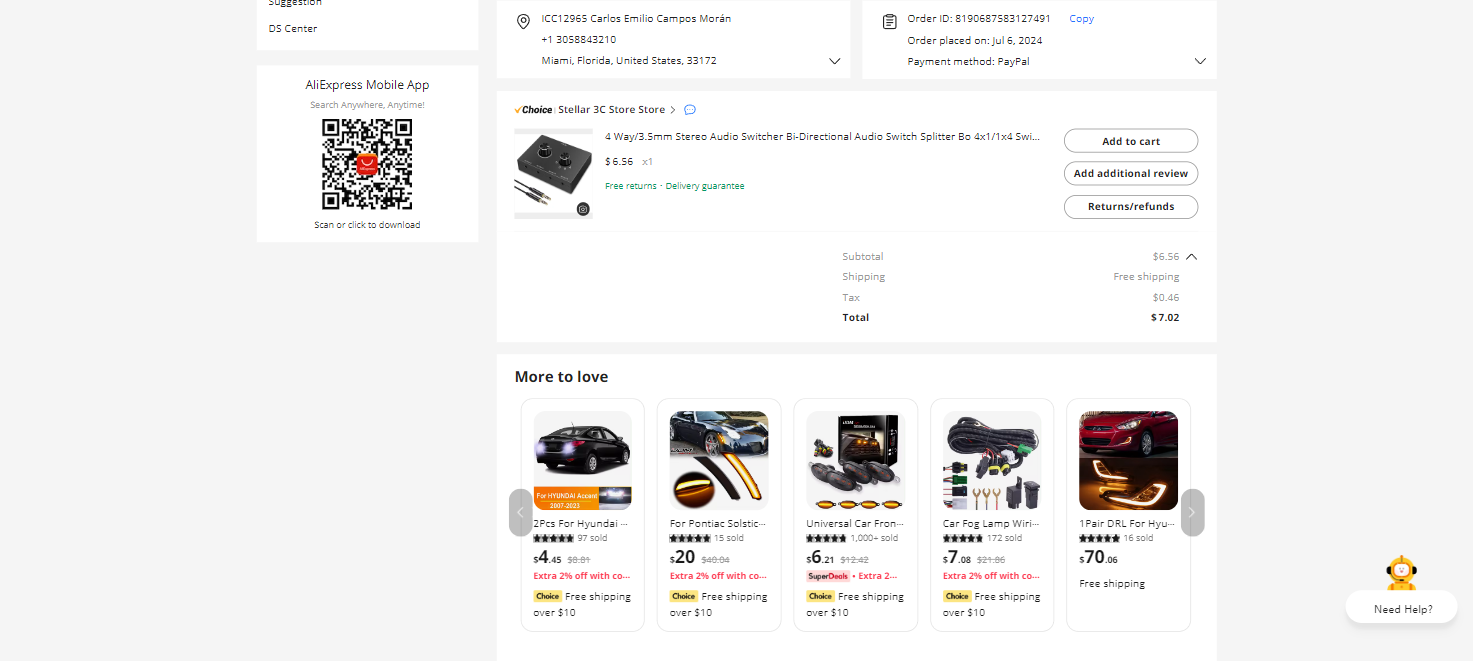 Suggestion
DS Center
AliExpress Mobile App
Search Anywhere, Anytime!
Scan or click to download
ICC12965 Carlos Emilio Campos Morán
+1 3058843210
Miami, Florida, United States, 33172
Order ID: 8190687583127491 Copy
Order placed on: Jul 6, 2024
Payment method: PayPal
Choice Stellar 3C Store Store
4 Way/3.5mm Stereo Audio Switcher Bi-Directional Audio Switch Splitter Bo 4x1/1x4 Swi...
$6.56 x1
Free returns · Delivery guarantee
Add to cart
Add additional review
Returns/refunds
Subtotal $6.56
Shipping Free shipping
Tax $0.46
Total $7.02
More to love
For HYUNDAI Accent
2007-2023
2Pcs For Hyundai ...
97 sold
$4.45 $8.81
Extra 2% off with co...
Choice Free shipping
over $10
For Pontiac Solstic...
15 sold
$20 $40.04
Extra 2% off with co...
Choice Free shipping
over $10
Universal Car Fron...
1,000+ sold
$6.21 $12.42
SuperDeals • Extra 2...
Choice Free shipping
over $10
Car Fog Lamp Wiri...
172 sold
$7.08 $21.86
Extra 2% off with co...
Choice Free shipping
over $10
1Pair DRL For Hyu...
16 sold
$70.06
Free shipping
Need Help?